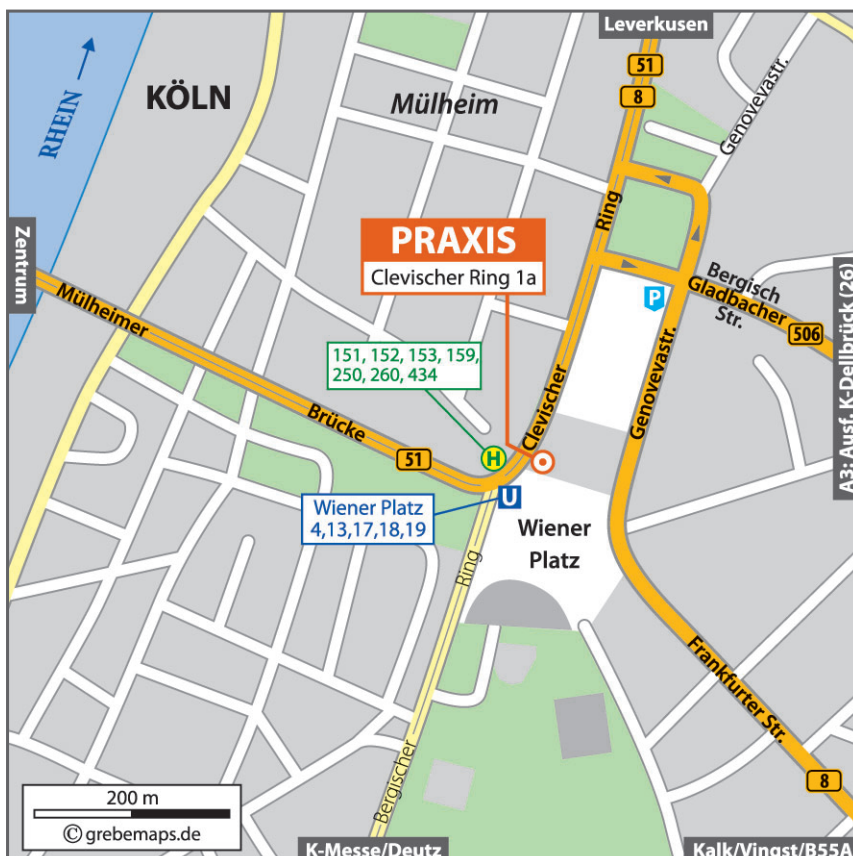 Leverkusen
51
8
Genovevastr.
RHEIN
KÖLN
Mülheim
Ring
PRAXIS
Clevischer Ring 1a
Zentrum
Mülheimer
Brücke
51
151, 152, 153, 159,
250, 260, 434
H
Clevischer
P
Bergisch
Gladbacher
Str.
506
A3: Ausf. K-Dellbrück (26)
Genovevastr.
U
Wiener Platz
4,13,17,18,19
Wiener
Platz
Ring
Bergischer
Frankfurter Str.
8
200 m
© grebemaps.de
K-Messe/Deutz
Kalk/Vingst/B55A